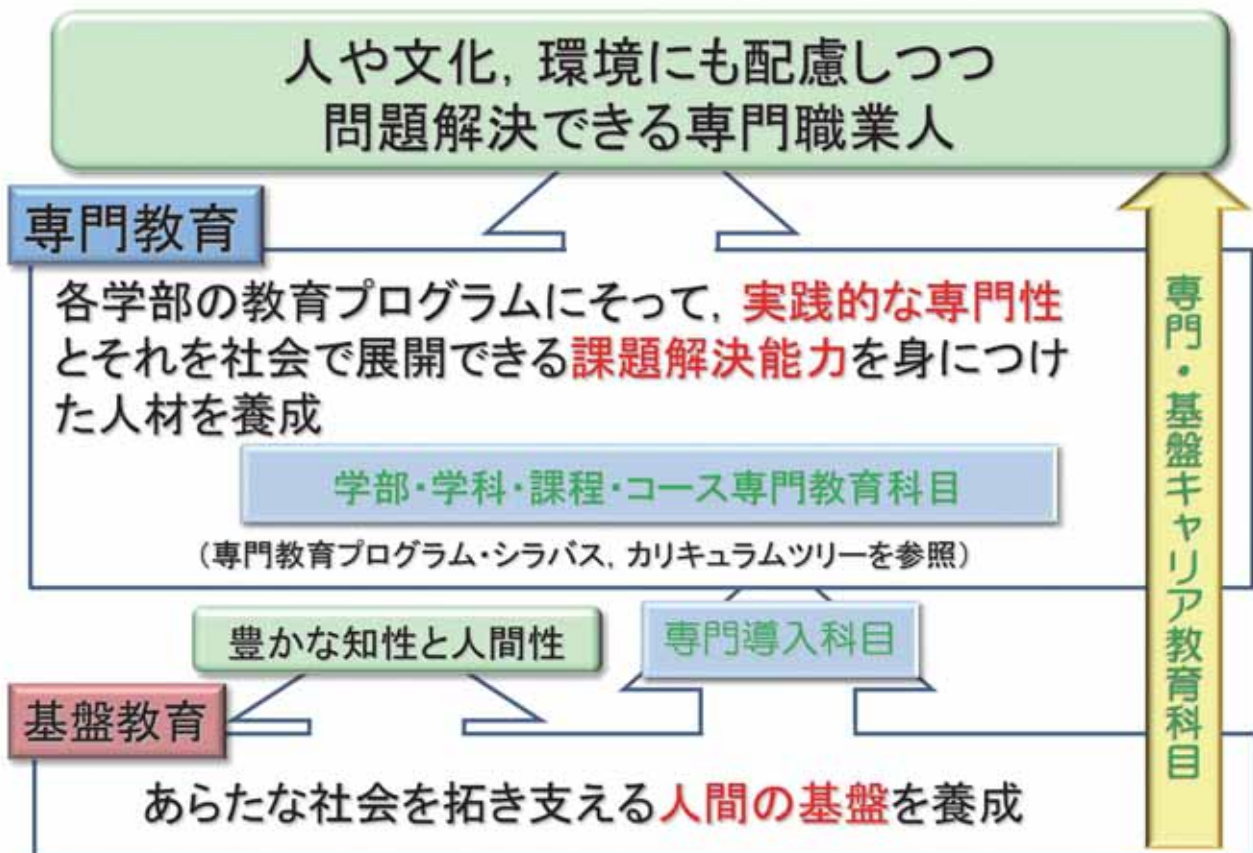 人や文化，環境にも配慮しつつ
問題解決できる専門職業人
専門教育
各学部の教育プログラムにそって，実践的な専門性
とそれを社会で展開できる課題解決能力を身につけ
た人材を養成
学部・学科・課程・コース専門教育科目
（専門教育プログラム・シラバス，カリキュラムツリーを参照）
豊かな知性と人間性
専門導入科目
基盤教育
あらたな社会を拓き支える人間の基盤を養成
専門・基盤キャリア教育科目